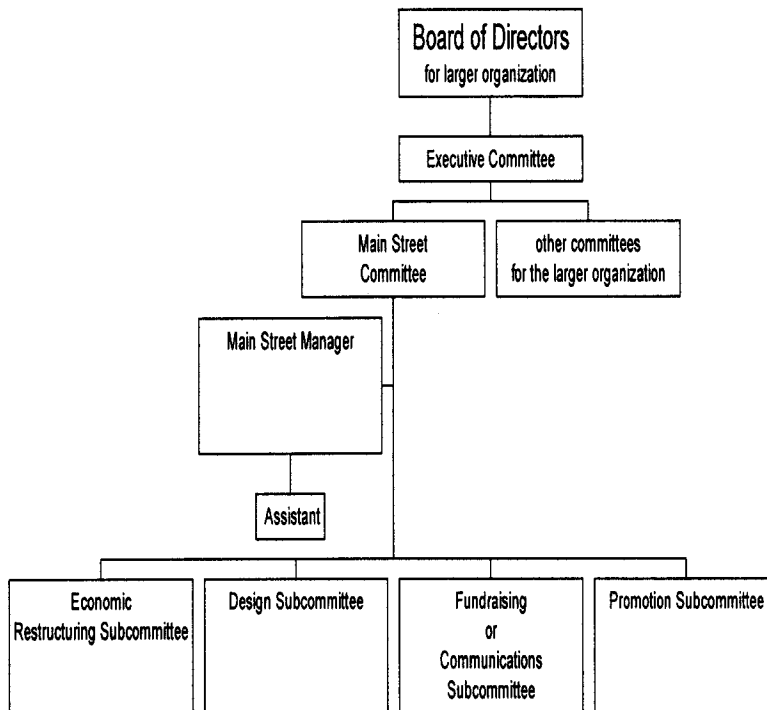 Board of Directors
for larger organization
Executive Committee
Main Street
Committee
other committees
for the larger organization
Main Street Manager
Assistant
Economic
Restructuring Subcommittee
Design Subcommittee
Fundraising
or
Communications
Subcommittee
Promotion Subcommittee